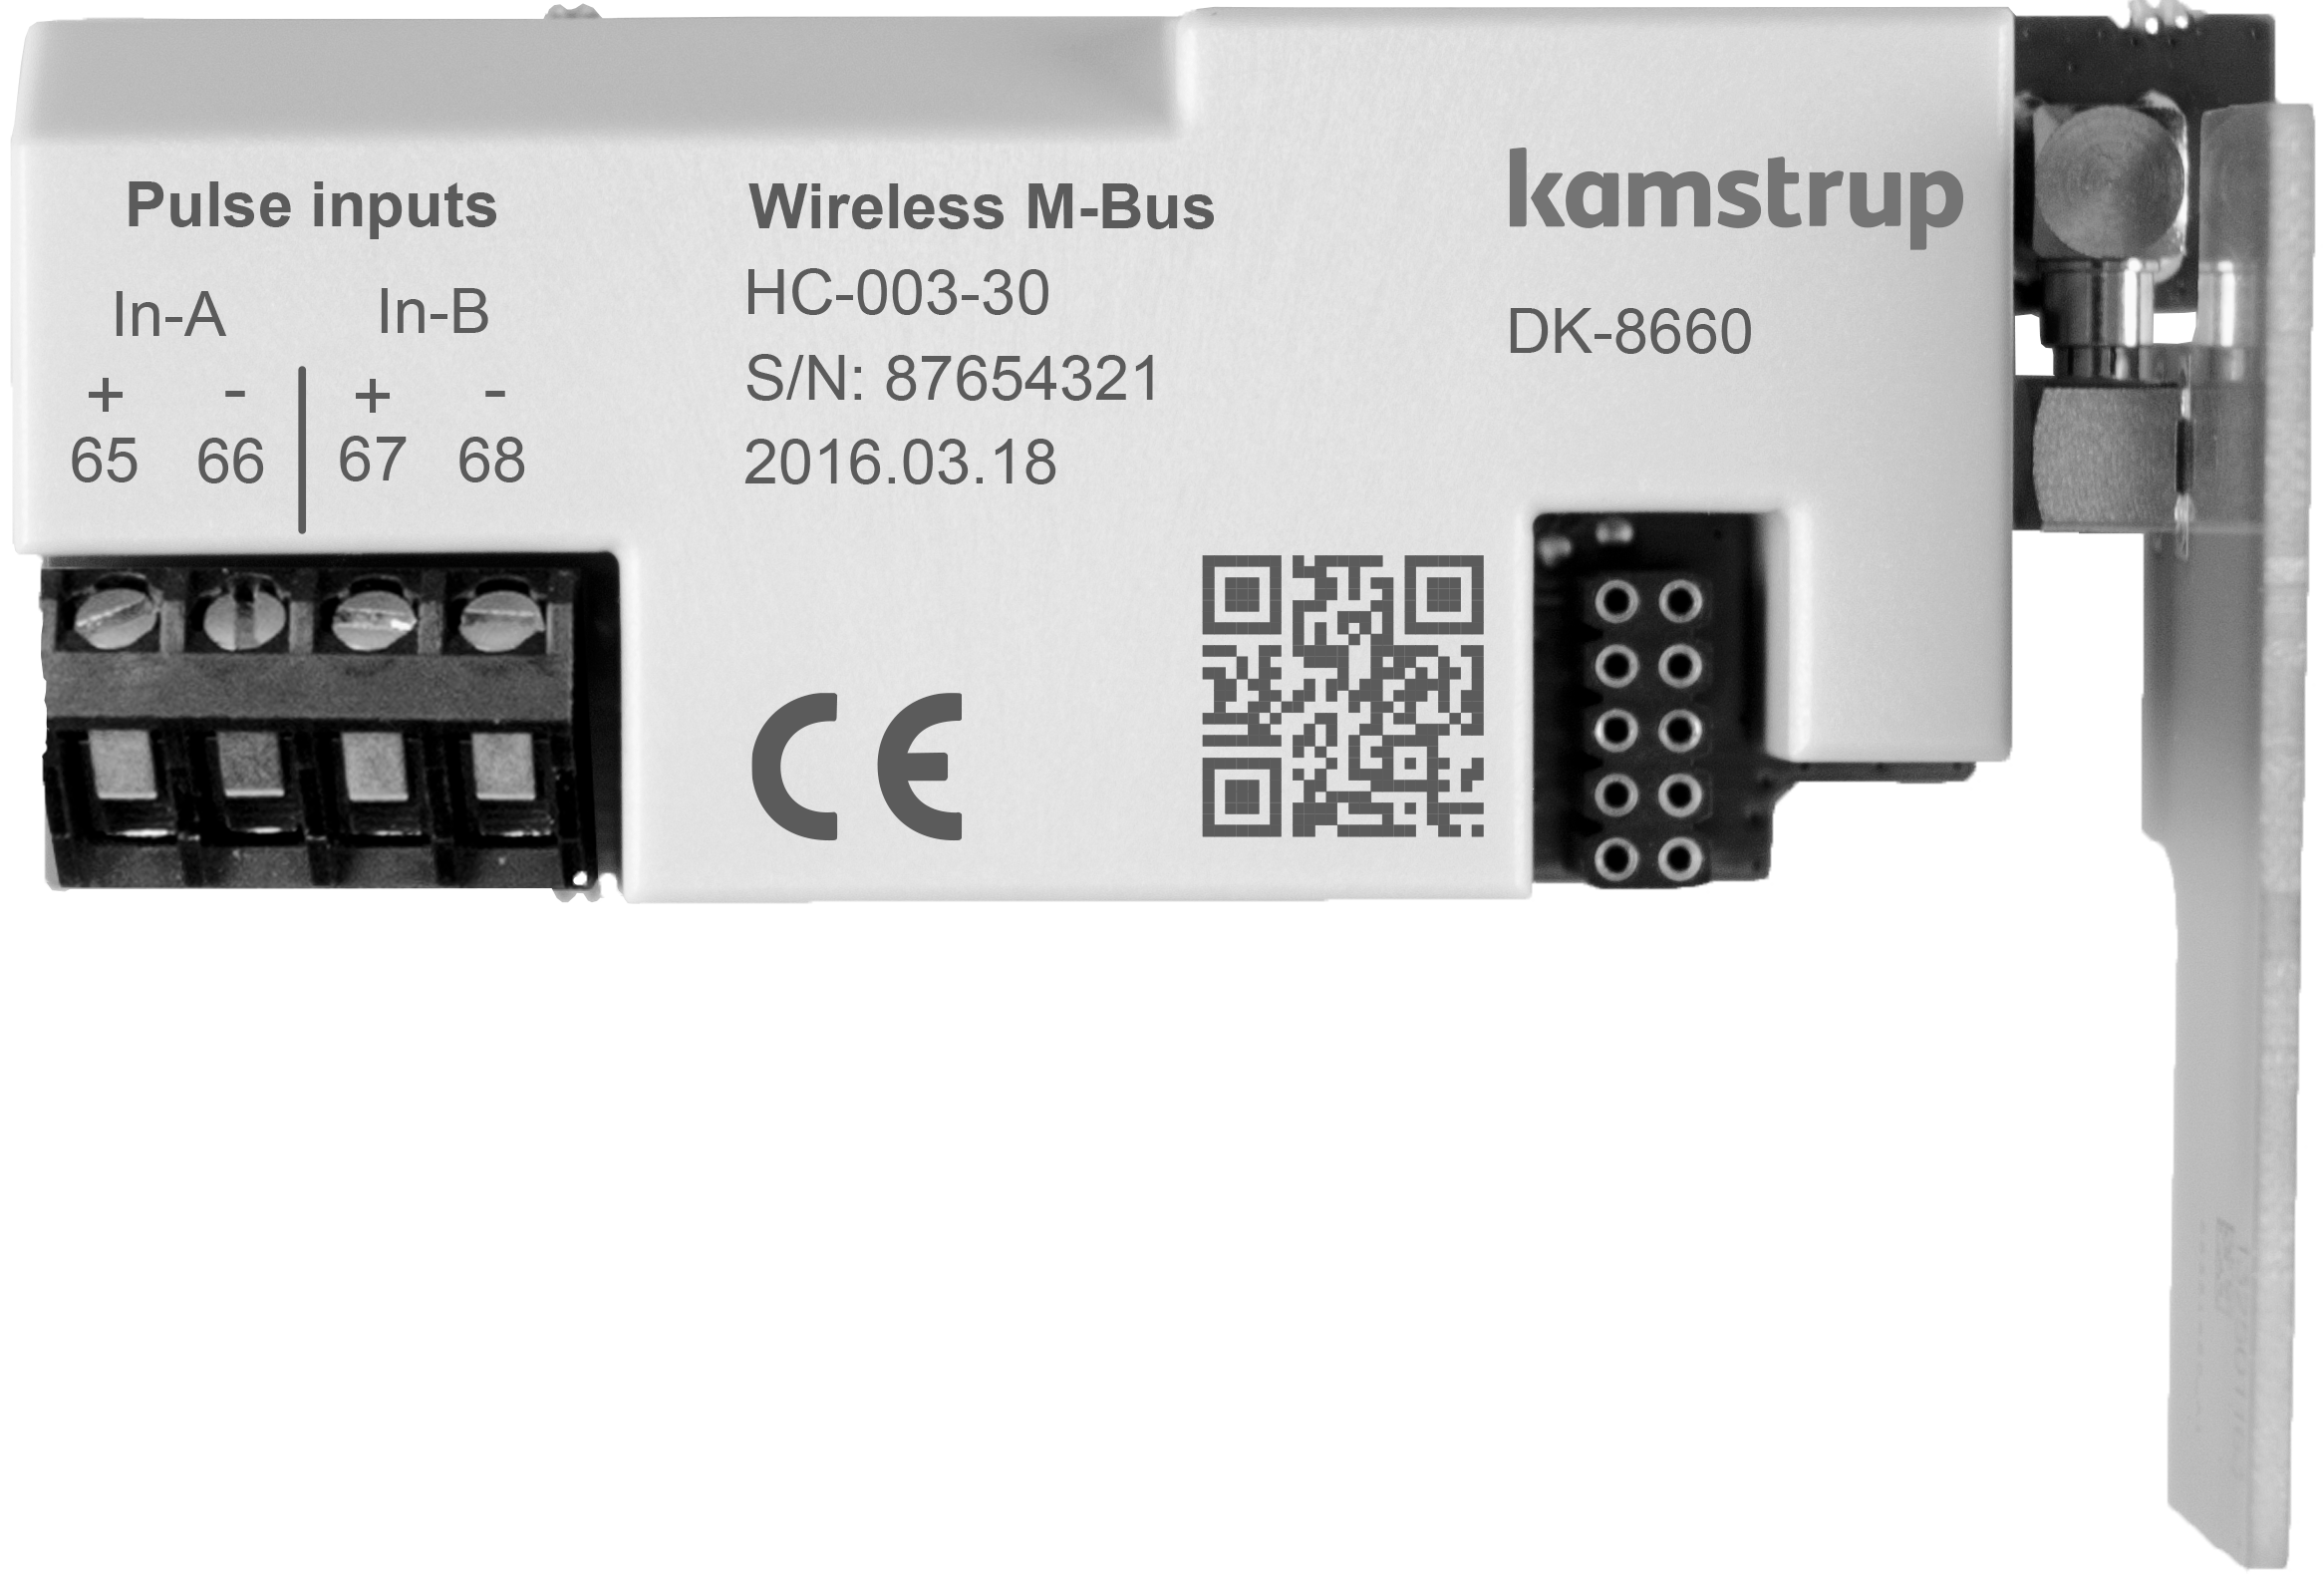 Pulse inputs
In-A In-B
+ - + -
65 66 67 68
Wireless M-Bus
HC-003-30
S/N: 87654321
2016.03.18
CE
kamstrup
DK-8660